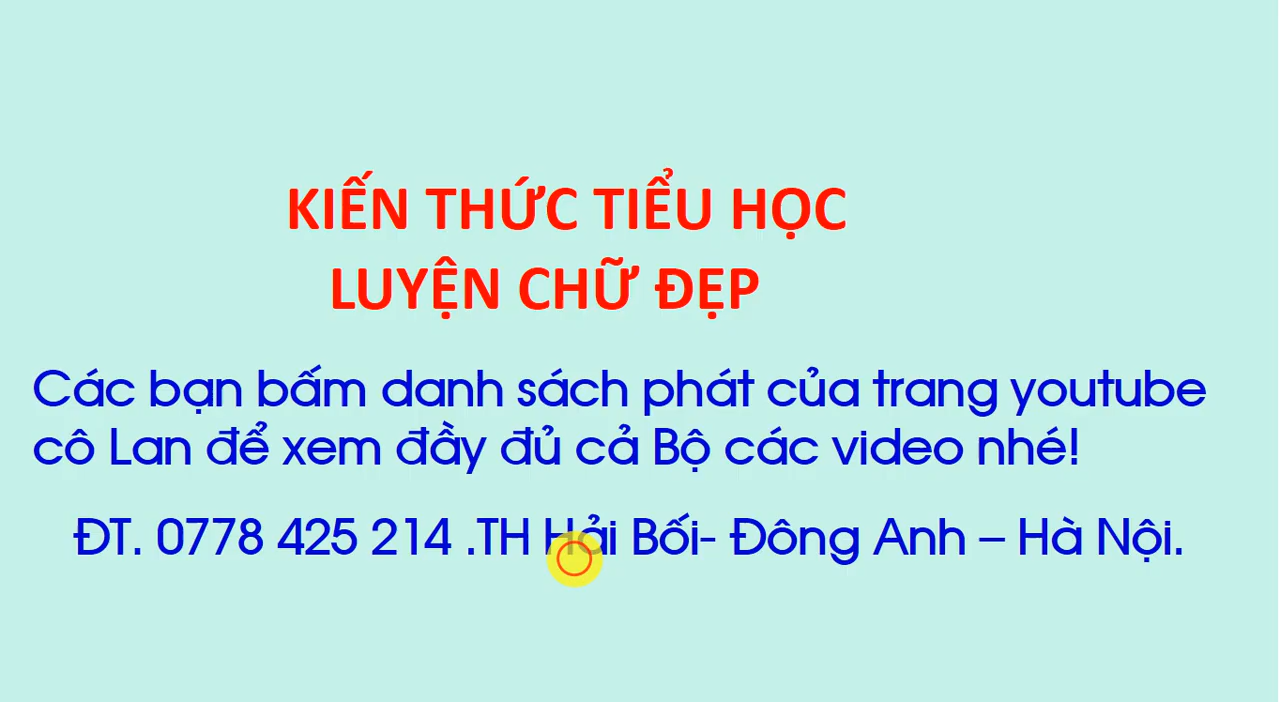 KIẾN THỨC TIỂU HỌC
LUYỆN CHỮ ĐẸP
Các bạn bấm danh sách phát của trang youtube
cô Lan để xem đầy đủ cả Bộ các video nhé!
ĐT. 0778 425 214 .TH Hải Bối- Đông Anh – Hà Nội.